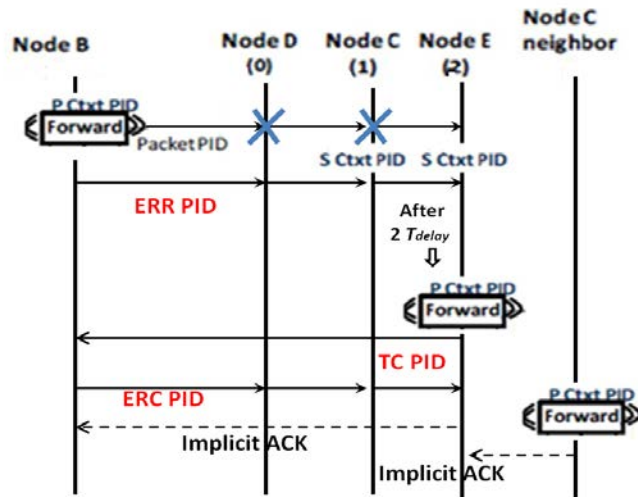 Node B
Node D
(0)
Node C
(1)
Node E
(2)
Node C
neighbor
P Ctxt PID
Forward
Packet PID
S Ctxt PID
S Ctxt PID
ERR PID
After
2 Tdelay
P Ctxt PID
Forward
TC PID
ERC PID
P Ctxt PID
Forward
Implicit ACK
Implicit ACK